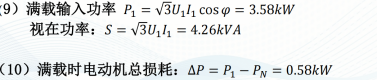 (9) 满载输入功率 P₁ = √3U₁I₁ cos φ = 3.58kW
视在功率：S = √3U₁I₁ = 4.26kVA
(10) 满载时电动机总损耗：ΔP = P₁ − P_N = 0.58kW